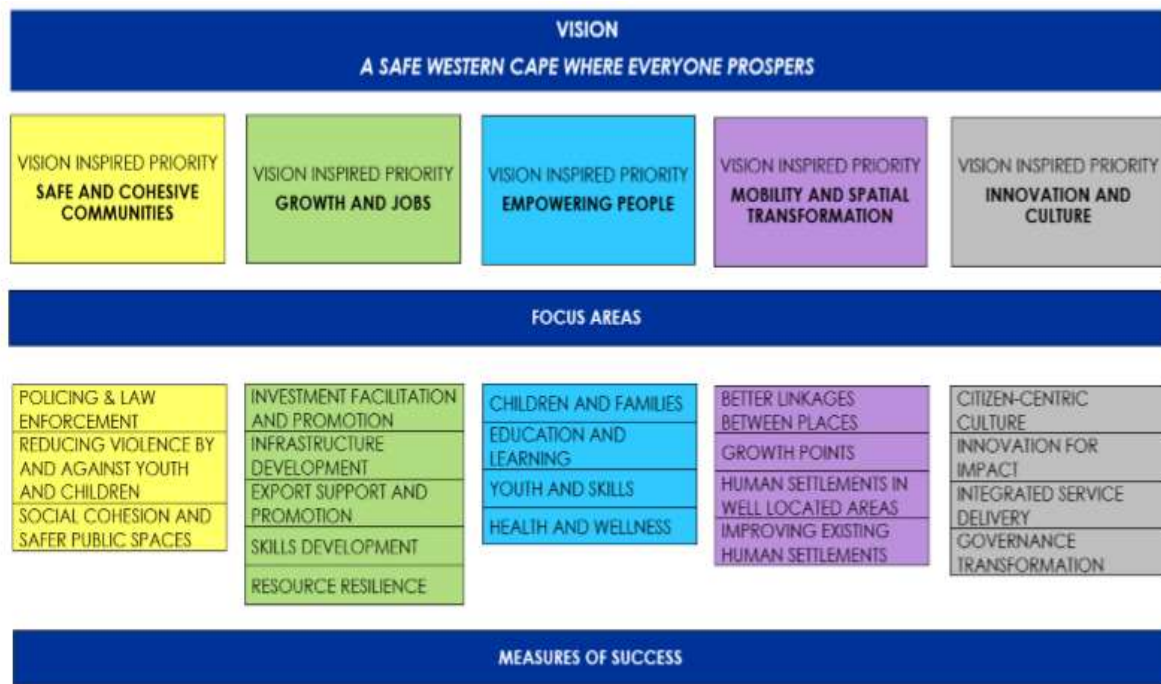 VISION
A SAFE WESTERN CAPE WHERE EVERYONE PROSPERS
VISION INSPIRED PRIORITY
SAFE AND COHESIVE
COMMUNITIES
VISION INSPIRED PRIORITY
GROWTH AND JOBS
VISION INSPIRED PRIORITY
EMPOWERING PEOPLE
VISION INSPIRED PRIORITY
MOBILITY AND SPATIAL
TRANSFORMATION
VISION INSPIRED PRIORITY
INNOVATION AND
CULTURE
FOCUS AREAS
POLICING & LAW
ENFORCEMENT
REDUCING VIOLENCE BY
AND AGAINST YOUTH
AND CHILDREN
SOCIAL COHESION AND
SAFER PUBLIC SPACES
INVESTMENT FACILITATION
AND PROMOTION
INFRASTRUCTURE
DEVELOPMENT
EXPORT SUPPORT AND
PROMOTION
SKILLS DEVELOPMENT
RESOURCE RESILIENCE
CHILDREN AND FAMILIES
EDUCATION AND
LEARNING
YOUTH AND SKILLS
HEALTH AND WELLNESS
BETTER LINKAGES
BETWEEN PLACES
GROWTH POINTS
HUMAN SETTLEMENTS IN
WELL LOCATED AREAS
IMPROVING EXISTING
HUMAN SETTLEMENTS
CITIZEN-CENTRIC
CULTURE
INNOVATION FOR
IMPACT
INTEGRATED SERVICE
DELIVERY
GOVERNANCE
TRANSFORMATION
MEASURES OF SUCCESS